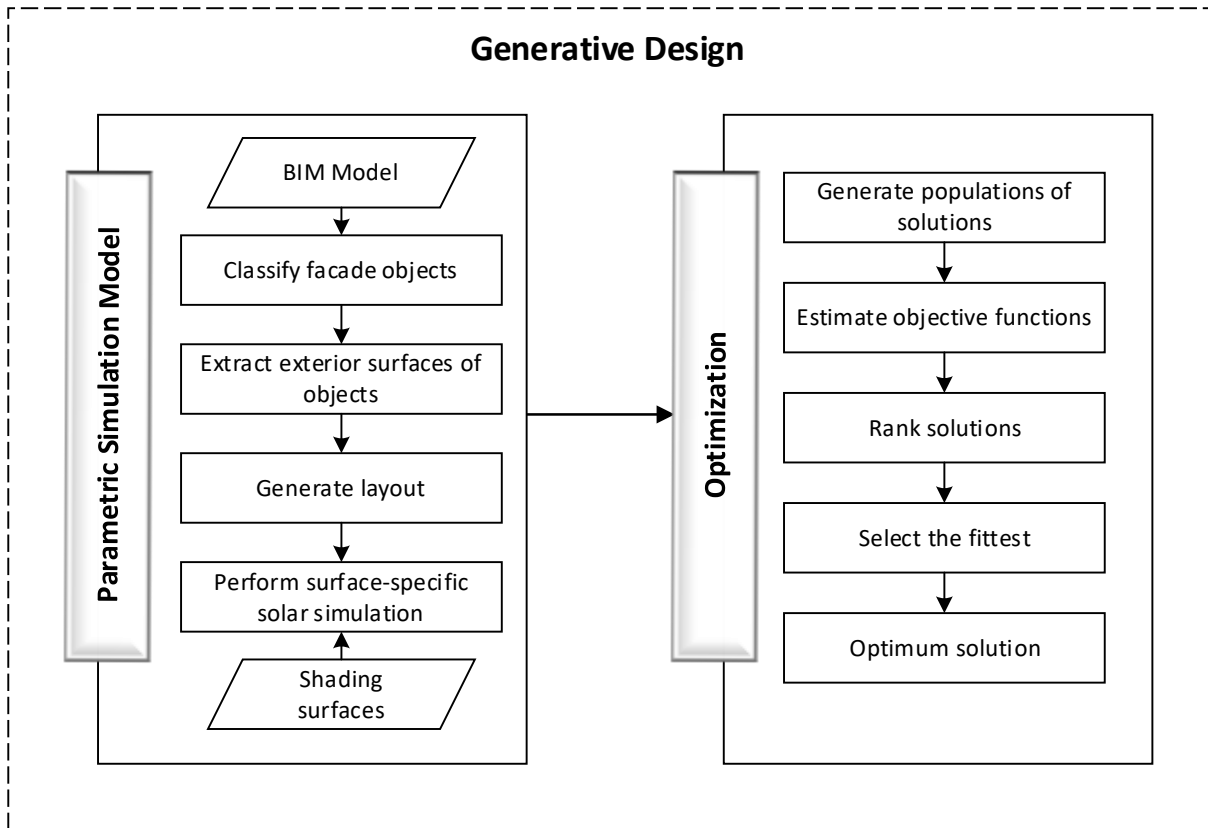 Generative Design
Parametric Simulation Model
BIM Model
Classify facade objects
Extract exterior surfaces of
objects
Generate layout
Perform surface-specific
solar simulation
Shading
surfaces
Optimization
Generate populations of
solutions
Estimate objective functions
Rank solutions
Select the fittest
Optimum solution